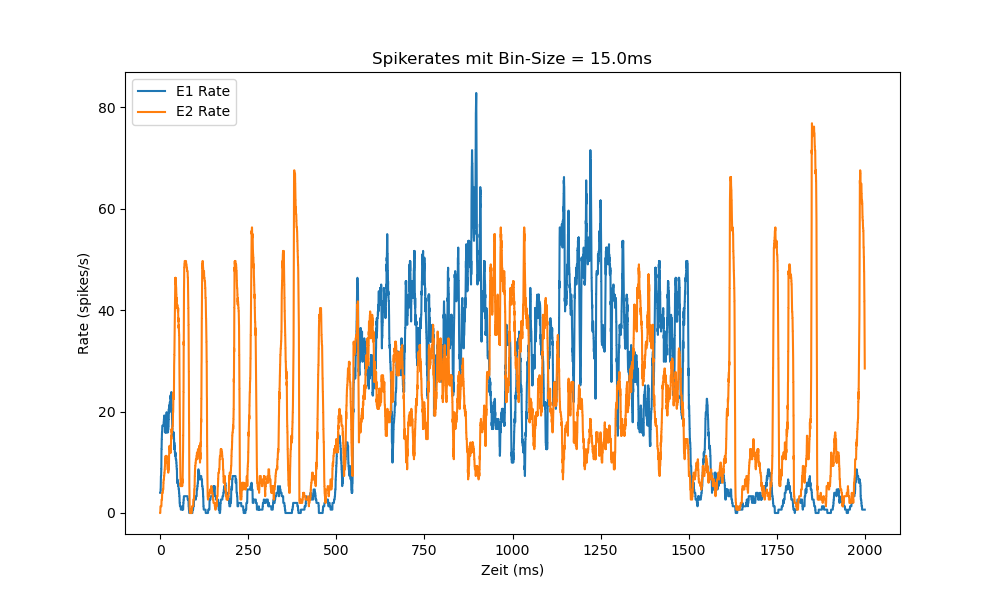 Spikerates mit Bin-Size = 15.0ms
E1 Rate
E2 Rate
Rate (spikes/s)
80
60
40
20
0
0 250 500 750 1000 1250 1500 1750 2000
Zeit (ms)